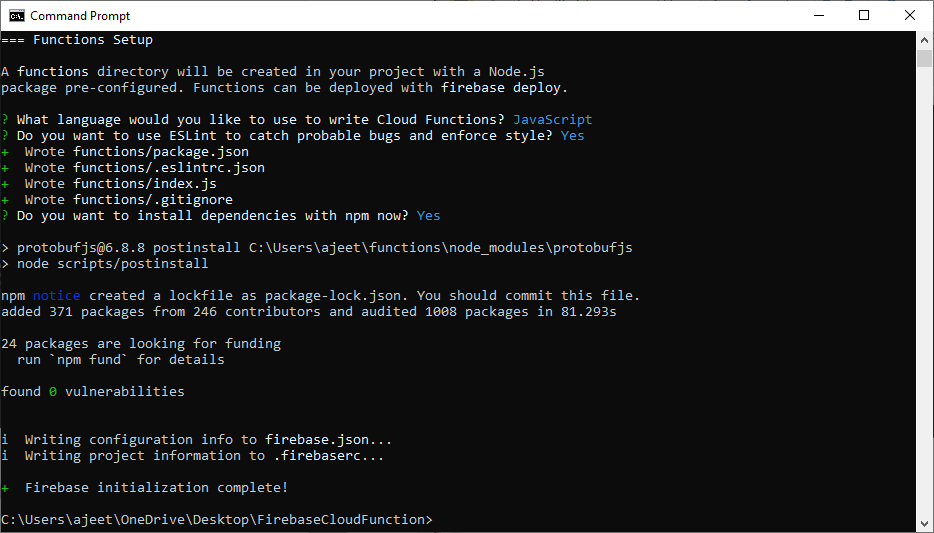 Command Prompt
=== Functions Setup
A functions directory will be created in your project with a Node.js
package pre-configured. Functions can be deployed with firebase deploy.
? What language would you like to use to write Cloud Functions? JavaScript
? Do you want to use ESLint to catch probable bugs and enforce style? Yes
+  Wrote functions/package.json
+  Wrote functions/.eslintrc.json
+  Wrote functions/index.js
+  Wrote functions/.gitignore
? Do you want to install dependencies with npm now? Yes
> protobufjs@6.8.8 postinstall C:\Users\ajeet\functions\node_modules\protobufjs
> node scripts/postinstall
npm notice created a lockfile as package-lock.json. You should commit this file.
added 371 packages from 246 contributors and audited 1008 packages in 81.293s
24 packages are looking for funding
  run `npm fund` for details
found 0 vulnerabilities
i  Writing configuration info to firebase.json...
i  Writing project information to .firebaserc...
+  Firebase initialization complete!
C:\Users\ajeet\OneDrive\Desktop\FirebaseCloudFunction>